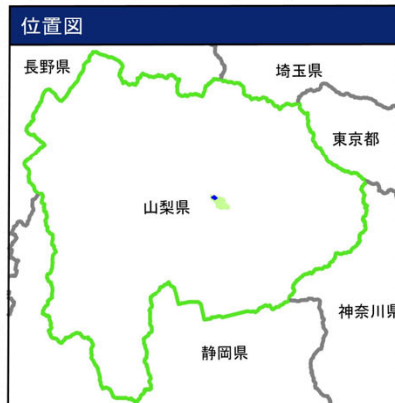 位置図
長野県
埼玉県
東京都
山梨県
神奈川県
静岡県